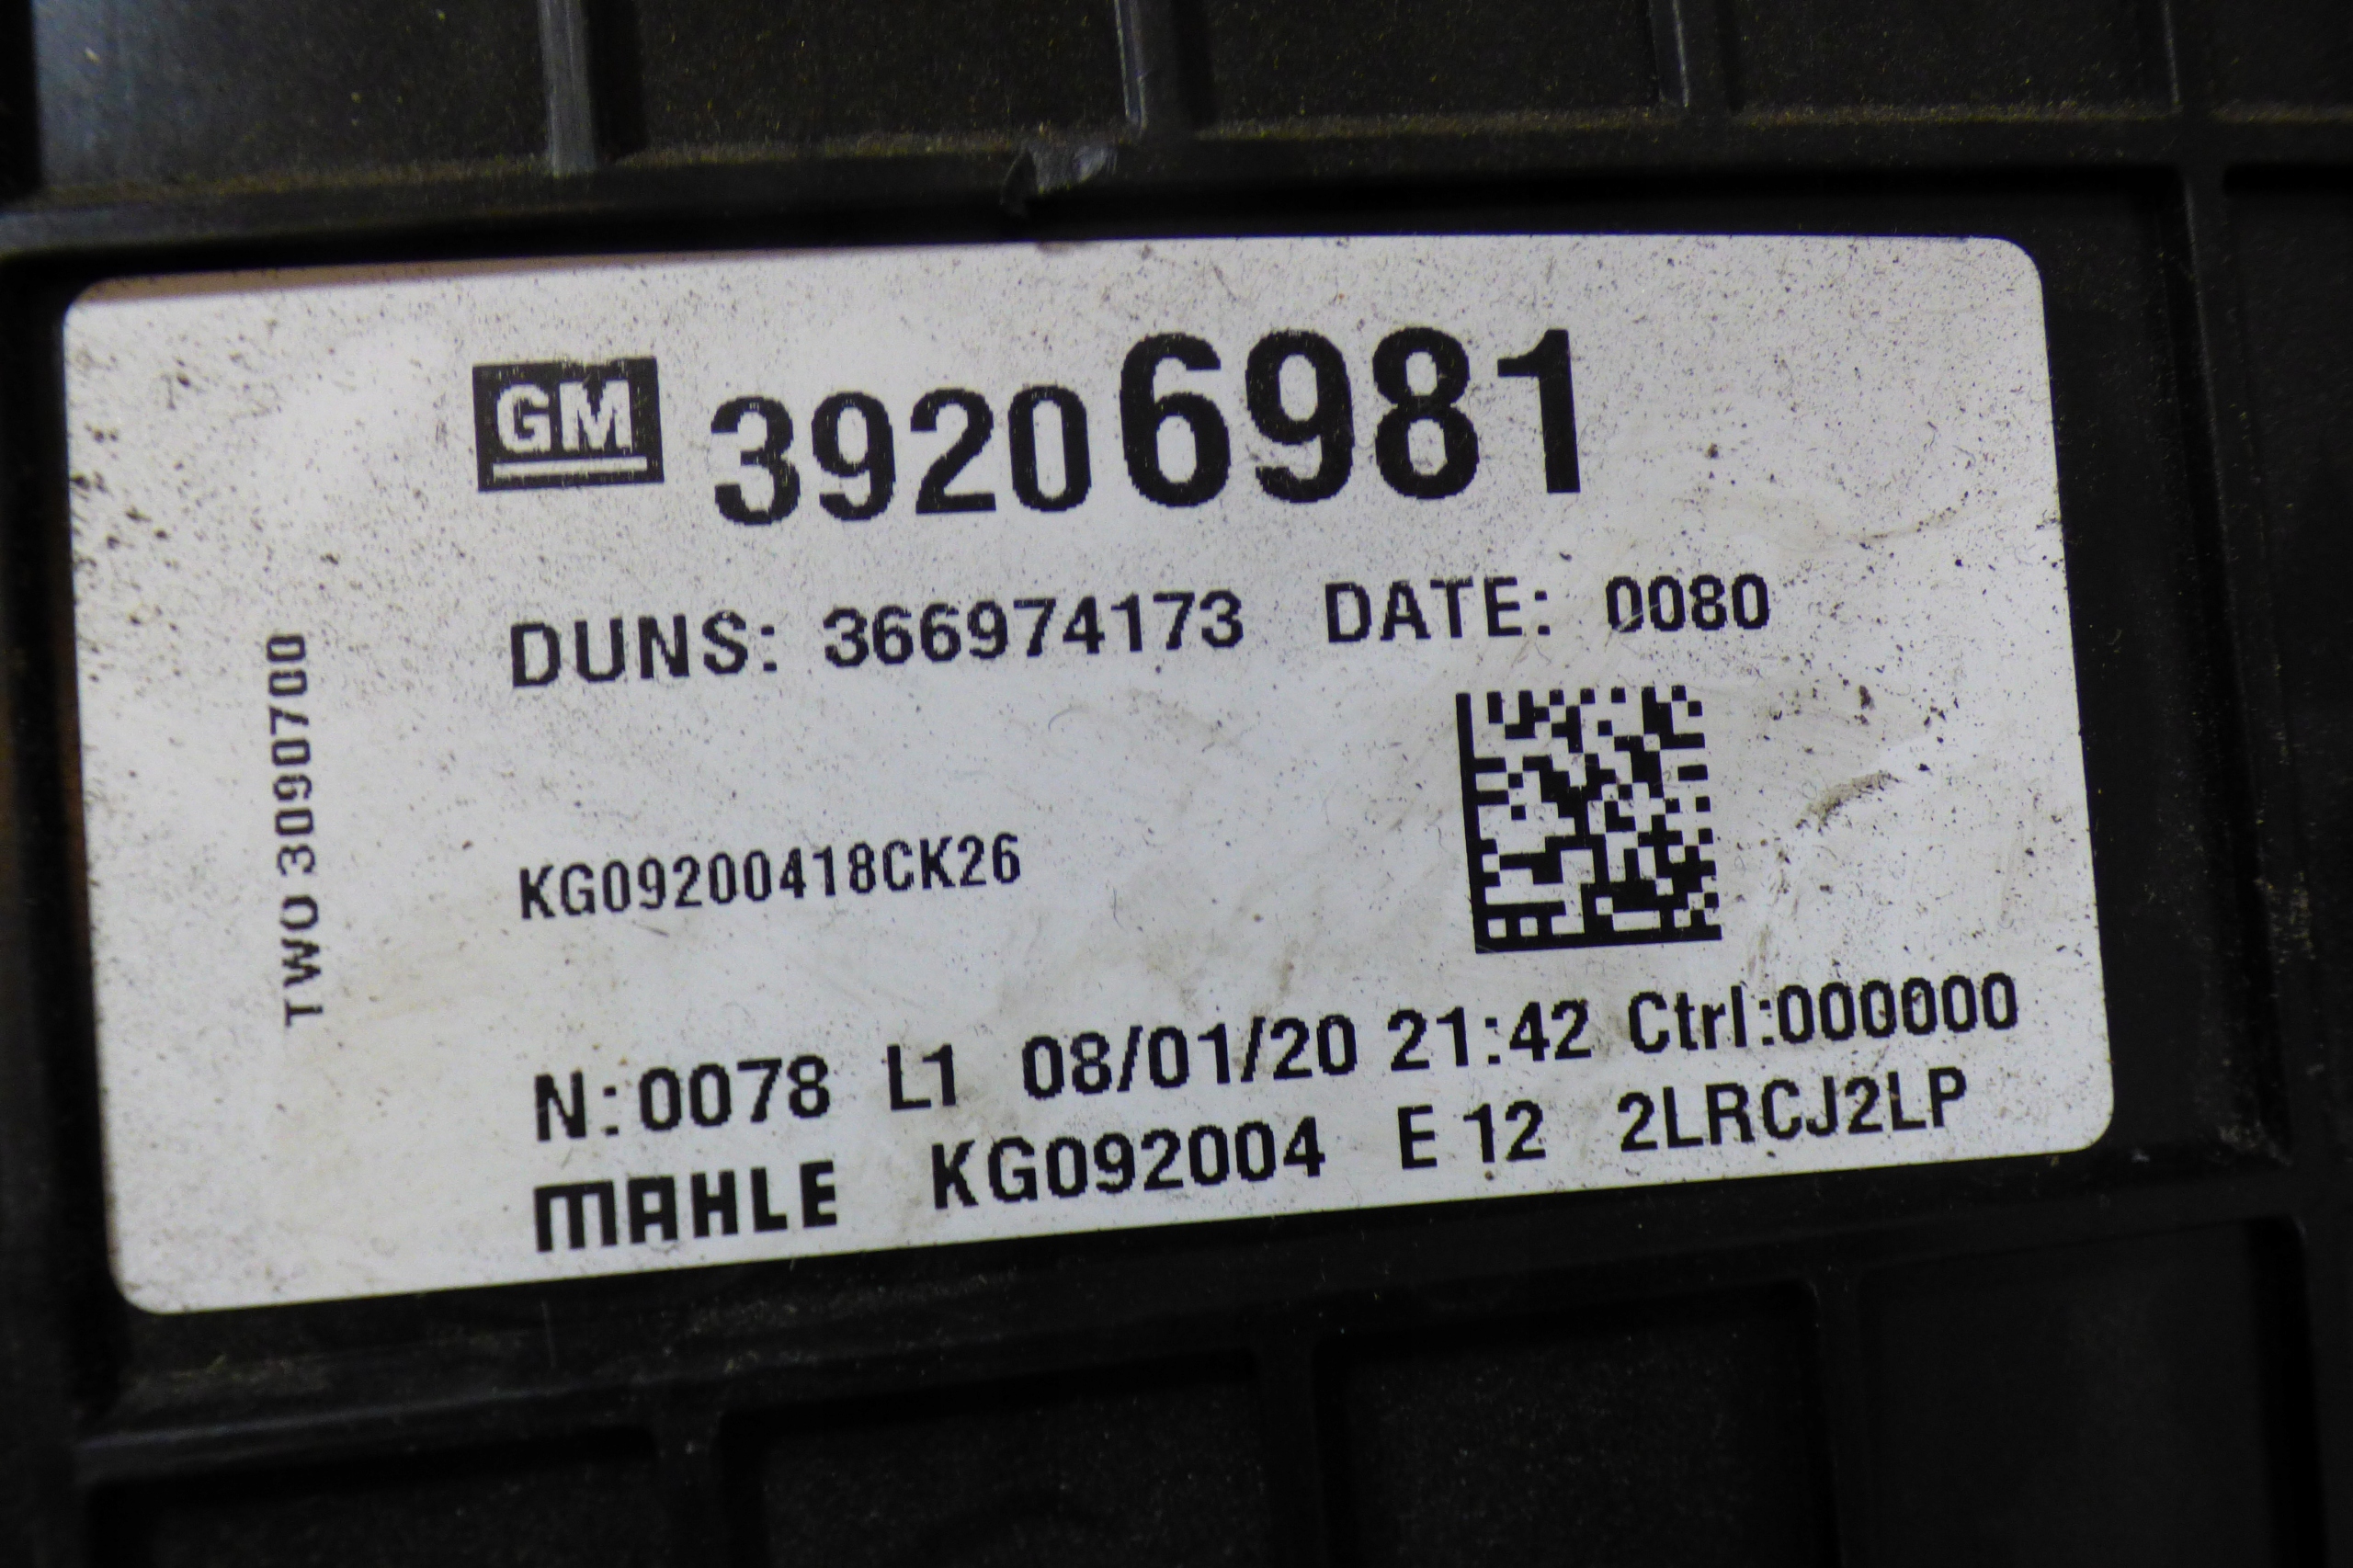 GM 39206981
DUNS: 366974173 DATE: 0080
TWO 3090700
KG09200418CK26
N:0078 L1 08/01/20 21:42 Ctrl:000000
MAHLE KG092004 E 12 2LRCJ2LP